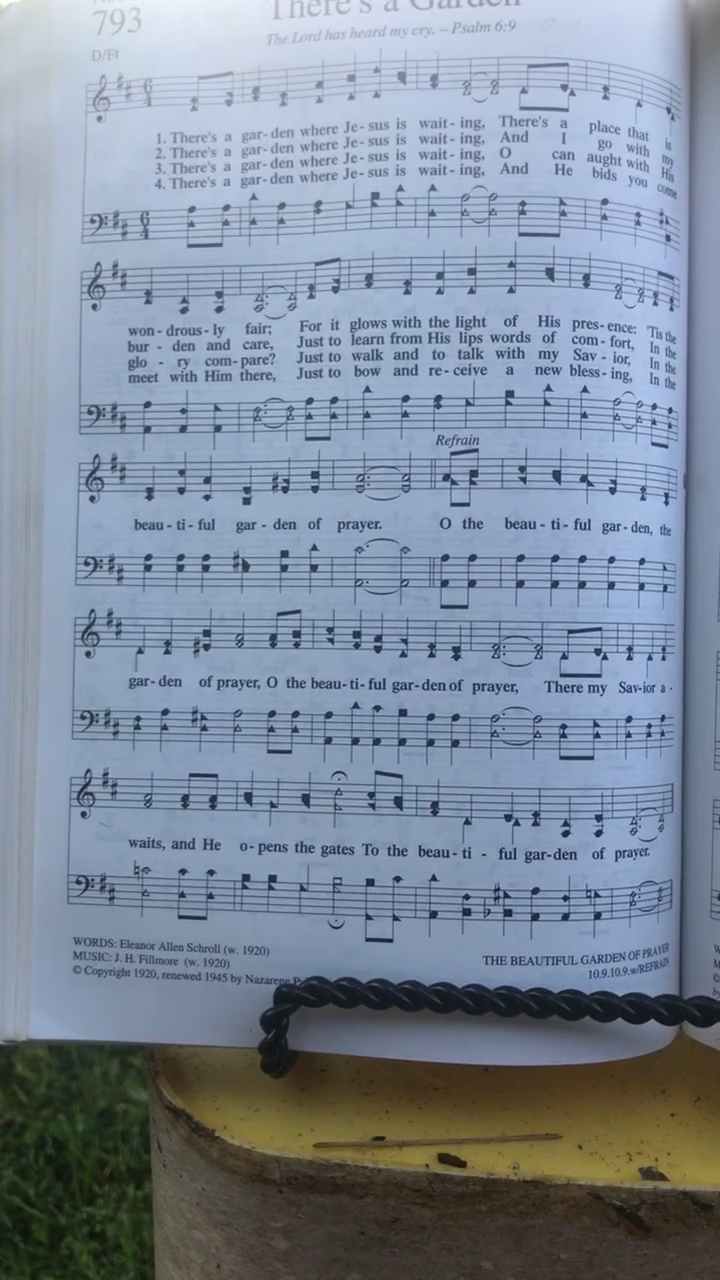 793
There's a Garden
The Lord has heard my cry. – Psalm 6:9
D/F#
1. There's a gar-den where Je-sus is wait-ing, There's a place that is
2. There's a gar-den where Je-sus is wait-ing, And I go with my
3. There's a gar-den where Je-sus is wait-ing, O can aught with His
4. There's a gar-den where Je-sus is wait-ing, And He bids you come
won-drous-ly fair; For it glows with the light of His pres-ence: 'Tis the
bur-den and care, Just to learn from His lips words of com-fort, In the
glo-ry com-pare? Just to walk and to talk with my Sav-ior, In the
meet with Him there, Just to bow and re-ceive a new bless-ing, In the
Refrain
beau-ti-ful gar-den of prayer. O the beau-ti-ful gar-den, the
gar-den of prayer, O the beau-ti-ful gar-den of prayer, There my Sav-ior a-
waits, and He o-pens the gates To the beau-ti-ful gar-den of prayer.
WORDS: Eleanor Allen Schroll (w. 1920)
MUSIC: J. H. Fillmore (w. 1920)
© Copyright 1920, renewed 1945 by Nazarene
THE BEAUTIFUL GARDEN OF PRAYER
10.9.10.9.w/REFRAIN